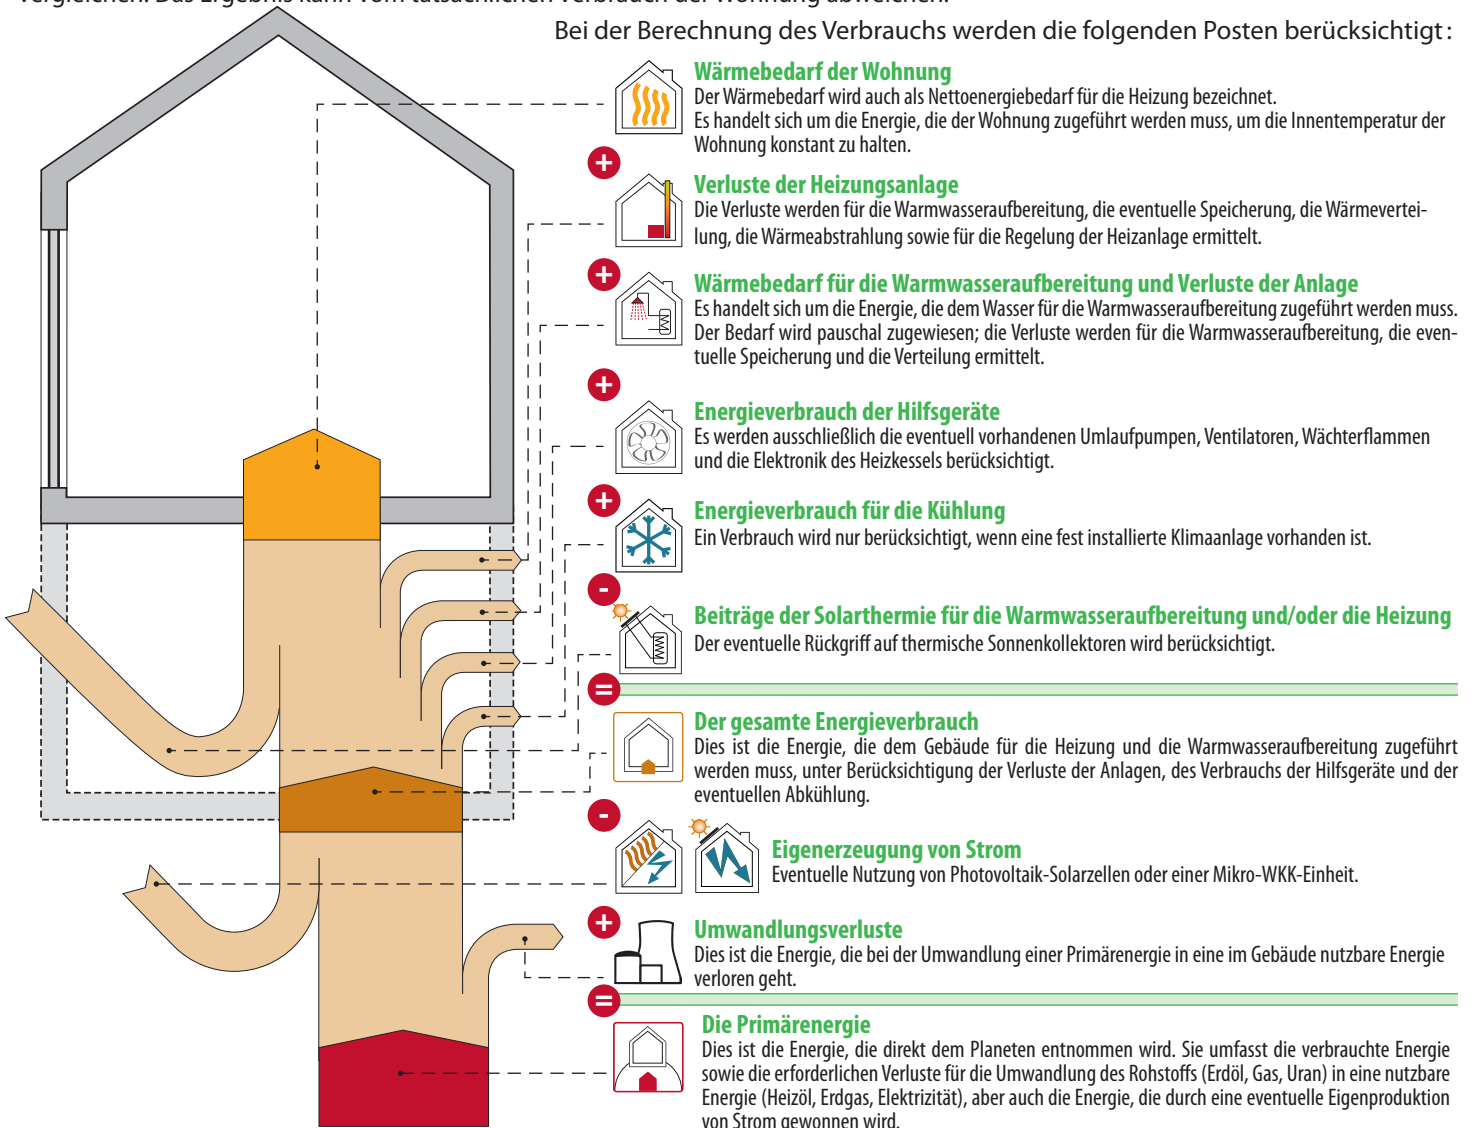 vergleichen. Das Ergebnis kann vom tatsächlichen Verbrauch der Wohnung abweichen.
Bei der Berechnung des Verbrauchs werden die folgenden Posten berücksichtigt :
Wärmebedarf der Wohnung
Der Wärmebedarf wird auch als Nettoenergiebedarf für die Heizung bezeichnet.
Es handelt sich um die Energie, die der Wohnung zugeführt werden muss, um die Innentemperatur der
Wohnung konstant zu halten.
+
Verluste der Heizungsanlage
Die Verluste werden für die Warmwasseraufbereitung, die eventuelle Speicherung, die Wärmevertei-
lung, die Wärmeabstrahlung sowie für die Regelung der Heizanlage ermittelt.
+
Wärmebedarf für die Warmwasseraufbereitung und Verluste der Anlage
Es handelt sich um die Energie, die dem Wasser für die Warmwasseraufbereitung zugeführt werden muss.
Der Bedarf wird pauschal zugewiesen; die Verluste werden für die Warmwasseraufbereitung, die even-
tuelle Speicherung und die Verteilung ermittelt.
+
Energieverbrauch der Hilfsgeräte
Es werden ausschließlich die eventuell vorhandenen Umlaufpumpen, Ventilatoren, Wächterflammen
und die Elektronik des Heizkessels berücksichtigt.
+
Energieverbrauch für die Kühlung
Ein Verbrauch wird nur berücksichtigt, wenn eine fest installierte Klimaanlage vorhanden ist.
-
Beiträge der Solarthermie für die Warmwasseraufbereitung und/oder die Heizung
Der eventuelle Rückgriff auf thermische Sonnenkollektoren wird berücksichtigt.
=
Der gesamte Energieverbrauch
Dies ist die Energie, die dem Gebäude für die Heizung und die Warmwasseraufbereitung zugeführt
werden muss, unter Berücksichtigung der Verluste der Anlagen, des Verbrauchs der Hilfsgeräte und der
eventuellen Abkühlung.
-
Eigenerzeugung von Strom
Eventuelle Nutzung von Photovoltaik-Solarzellen oder einer Mikro-WKK-Einheit.
+
Umwandlungsverluste
Dies ist die Energie, die bei der Umwandlung einer Primärenergie in eine im Gebäude nutzbare Energie
verloren geht.
=
Die Primärenergie
Dies ist die Energie, die direkt dem Planeten entnommen wird. Sie umfasst die verbrauchte Energie
sowie die erforderlichen Verluste für die Umwandlung des Rohstoffs (Erdöl, Gas, Uran) in eine nutzbare
Energie (Heizöl, Erdgas, Elektrizität), aber auch die Energie, die durch eine eventuelle Eigenproduktion
von Strom gewonnen wird.